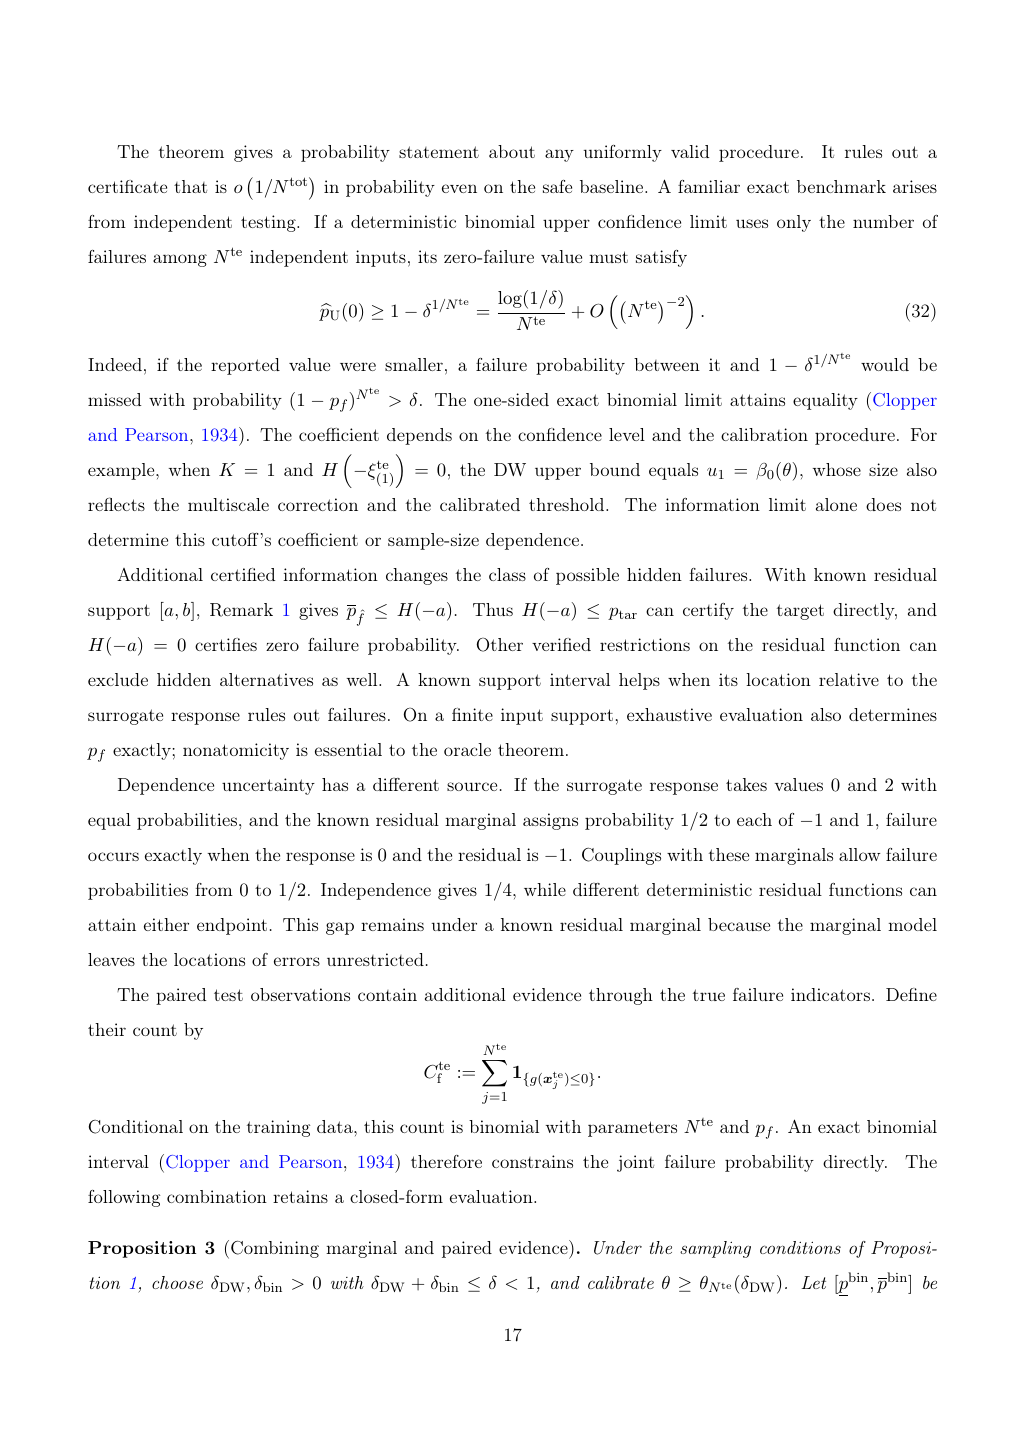 The theorem gives a probability statement about any uniformly valid procedure. It rules out a
certificate that is o(1/N^tot) in probability even on the safe baseline. A familiar exact benchmark arises
from independent testing. If a deterministic binomial upper confidence limit uses only the number of
failures among N^te independent inputs, its zero-failure value must satisfy
p̂_U(0) ≥ 1 − δ^{1/N^te} = log(1/δ)/N^te + O((N^te)^{−2}). (32)
Indeed, if the reported value were smaller, a failure probability between it and 1 − δ^{1/N^te} would be
missed with probability (1 − p_f)^{N^te} > δ. The one-sided exact binomial limit attains equality (Clopper
and Pearson, 1934). The coefficient depends on the confidence level and the calibration procedure. For
example, when K = 1 and H(−ξ^te_(1)) = 0, the DW upper bound equals u_1 = β_0(θ), whose size also
reflects the multiscale correction and the calibrated threshold. The information limit alone does not
determine this cutoff's coefficient or sample-size dependence.
Additional certified information changes the class of possible hidden failures. With known residual
support [a, b], Remark 1 gives p̅_f̂ ≤ H(−a). Thus H(−a) ≤ p_tar can certify the target directly, and
H(−a) = 0 certifies zero failure probability. Other verified restrictions on the residual function can
exclude hidden alternatives as well. A known support interval helps when its location relative to the
surrogate response rules out failures. On a finite input support, exhaustive evaluation also determines
p_f exactly; nonatomicity is essential to the oracle theorem.
Dependence uncertainty has a different source. If the surrogate response takes values 0 and 2 with
equal probabilities, and the known residual marginal assigns probability 1/2 to each of −1 and 1, failure
occurs exactly when the response is 0 and the residual is −1. Couplings with these marginals allow failure
probabilities from 0 to 1/2. Independence gives 1/4, while different deterministic residual functions can
attain either endpoint. This gap remains under a known residual marginal because the marginal model
leaves the locations of errors unrestricted.
The paired test observations contain additional evidence through the true failure indicators. Define
their count by
C^te_f := ∑_{j=1}^{N^te} 1_{g(x^te_j)≤0}.
Conditional on the training data, this count is binomial with parameters N^te and p_f. An exact binomial
interval (Clopper and Pearson, 1934) therefore constrains the joint failure probability directly. The
following combination retains a closed-form evaluation.
Proposition 3 (Combining marginal and paired evidence). Under the sampling conditions of Proposi-
tion 1, choose δ_DW, δ_bin > 0 with δ_DW + δ_bin ≤ δ < 1, and calibrate θ ≥ θ_{N^te}(δ_DW). Let [p̲^bin, p̅^bin] be
17